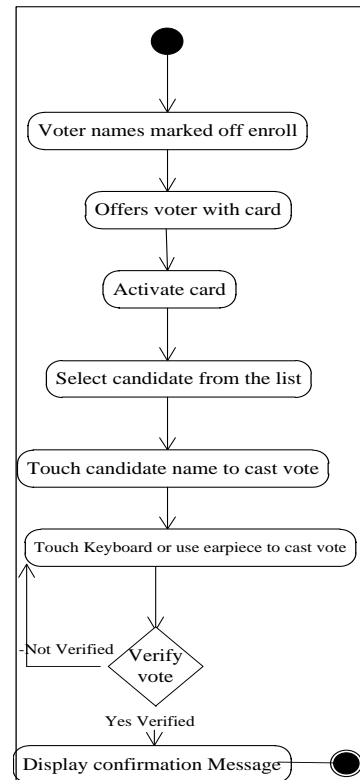 Voter names marked off enroll
Offers voter with card
Activate card
Select candidate from the list
Touch candidate name to cast vote
Touch Keyboard or use earpiece to cast vote
-Not Verified
Verify
vote
Yes Verified
Display confirmation Message